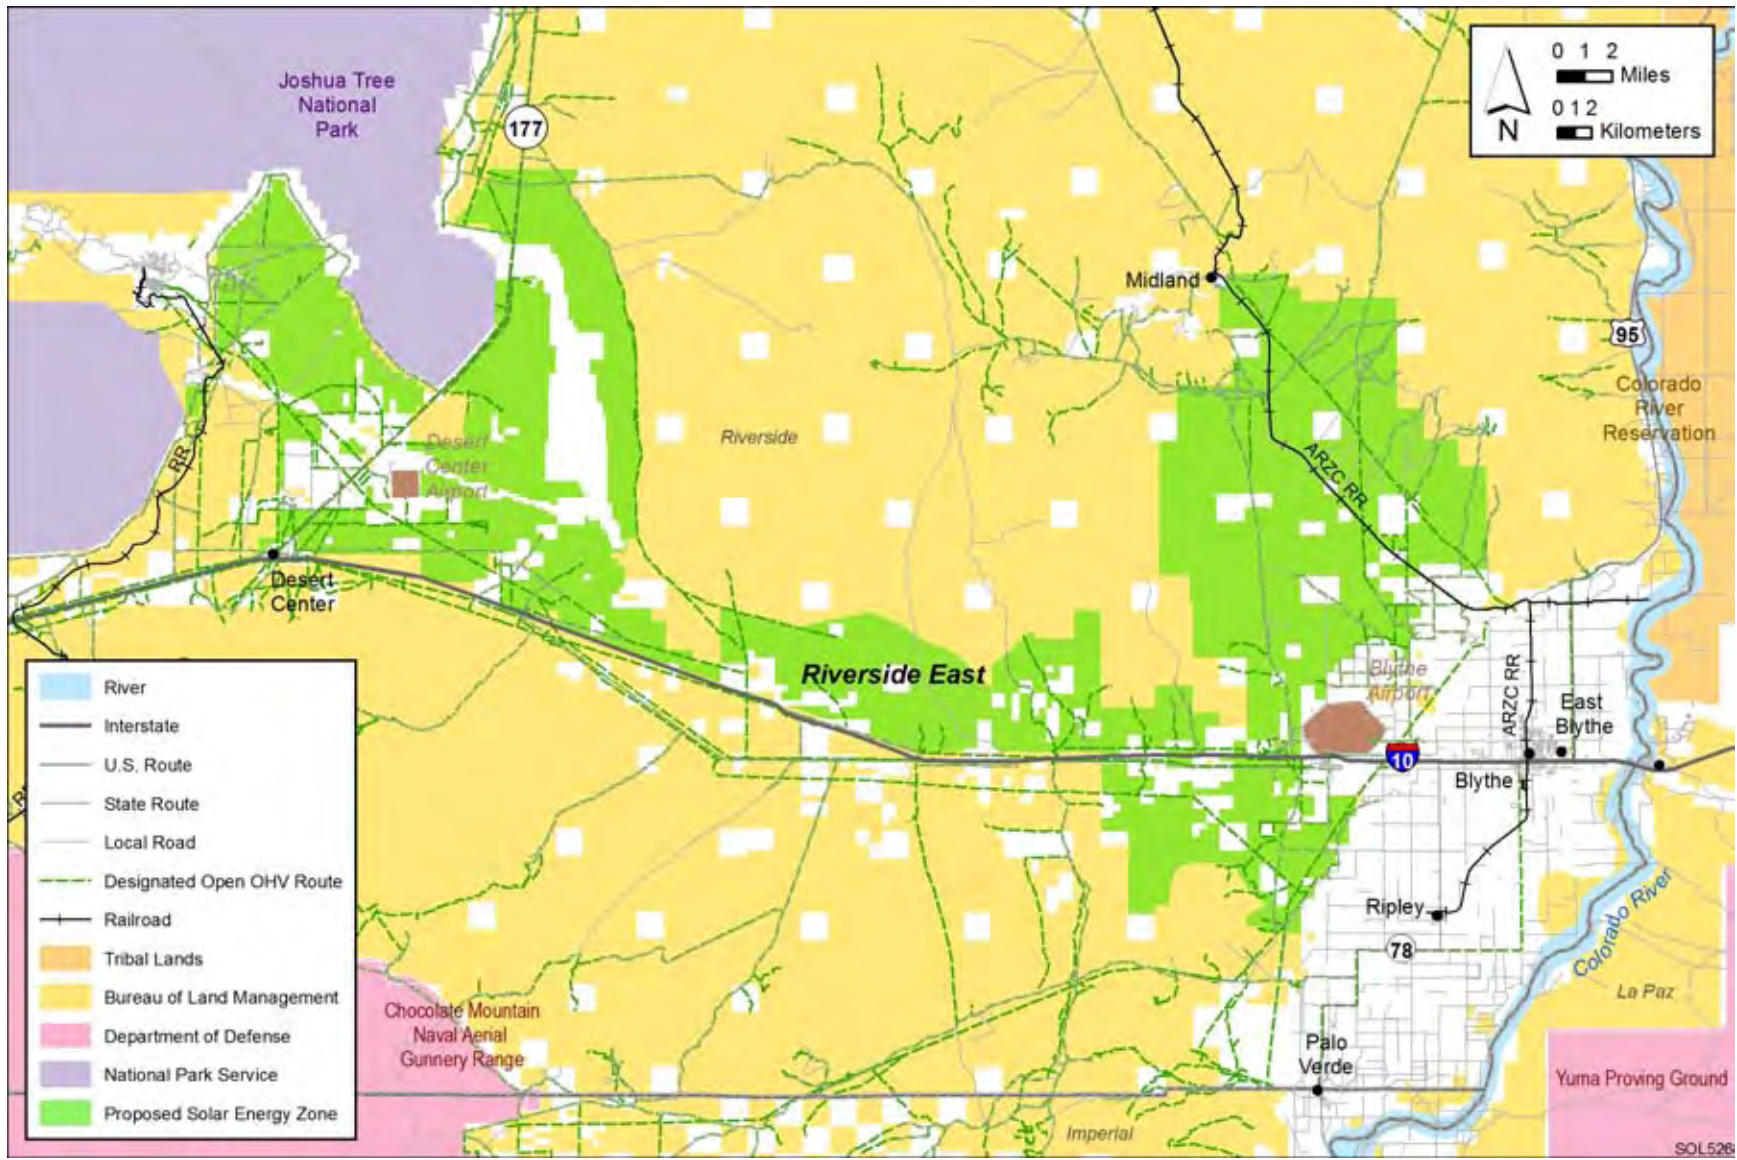 Joshua Tree
National
Park
177
0 1 2
Miles
0 1 2
Kilometers
N
Midland
95
Colorado
River
Reservation
Riverside
Desert
Center
Airport
RR
ARZC RR
Desert
Center
Riverside East
Blythe
Airport
ARZC RR
East
Blythe
10
Blythe
Ripley
78
Colorado River
La Paz
Chocolate Mountain
Naval Aerial
Gunnery Range
Palo
Verde
Yuma Proving Ground
Imperial
River
Interstate
U.S. Route
State Route
Local Road
Designated Open OHV Route
Railroad
Tribal Lands
Bureau of Land Management
Department of Defense
National Park Service
Proposed Solar Energy Zone